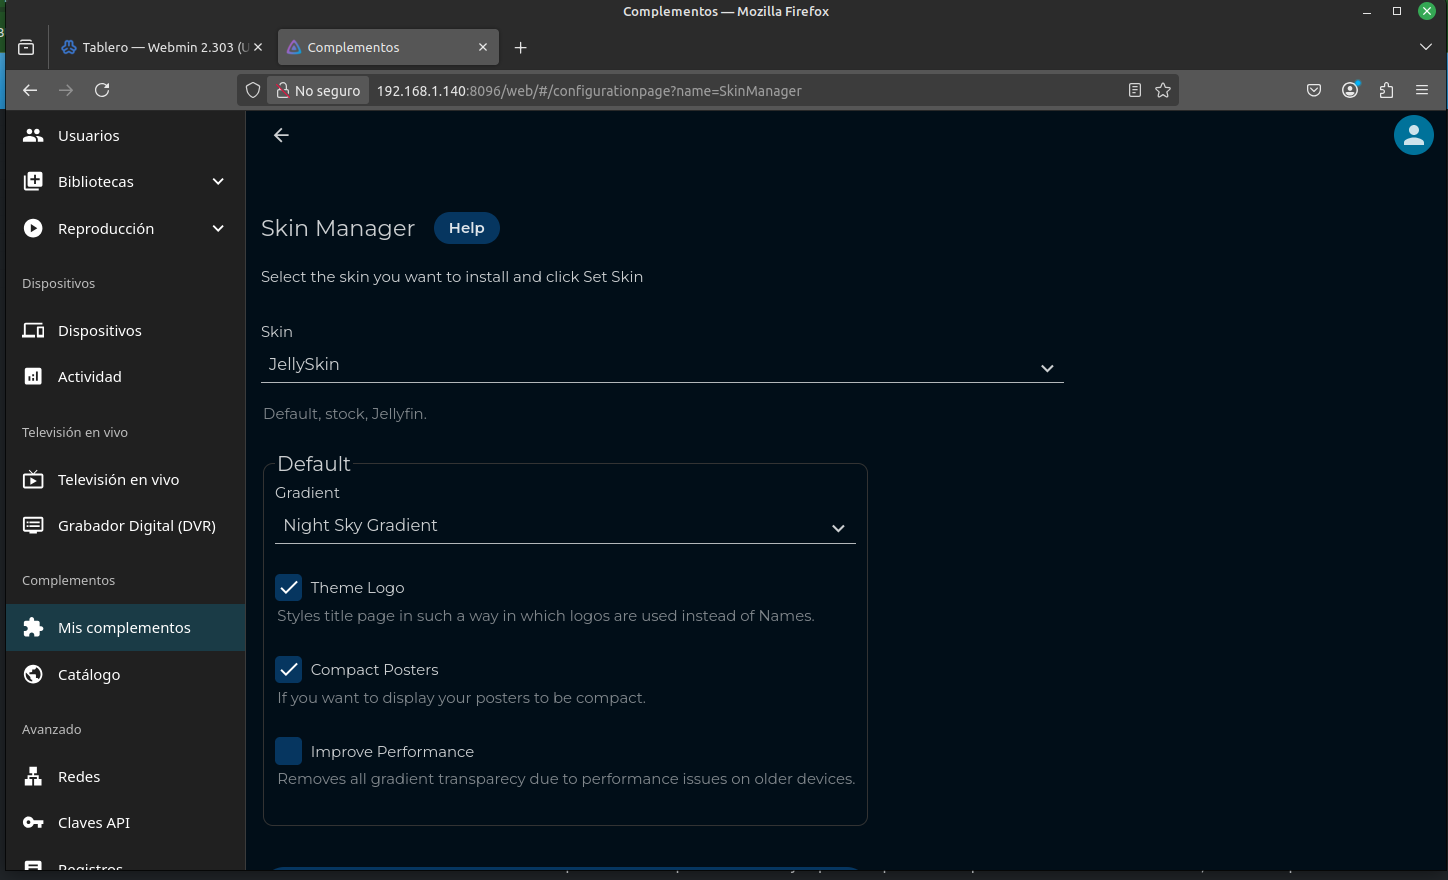 Complementos — Mozilla Firefox
Tablero — Webmin 2.303 (U
Complementos
No seguro
192.168.1.140:8096/web/#/configurationpage?name=SkinManager
Usuarios
Bibliotecas
Reproducción
Dispositivos
Dispositivos
Actividad
Televisión en vivo
Televisión en vivo
Grabador Digital (DVR)
Complementos
Mis complementos
Catálogo
Avanzado
Redes
Claves API
Registros
Skin Manager
Help
Select the skin you want to install and click Set Skin
Skin
JellySkin
Default, stock, Jellyfin.
Default
Gradient
Night Sky Gradient
Theme Logo
Styles title page in such a way in which logos are used instead of Names.
Compact Posters
If you want to display your posters to be compact.
Improve Performance
Removes all gradient transparecy due to performance issues on older devices.